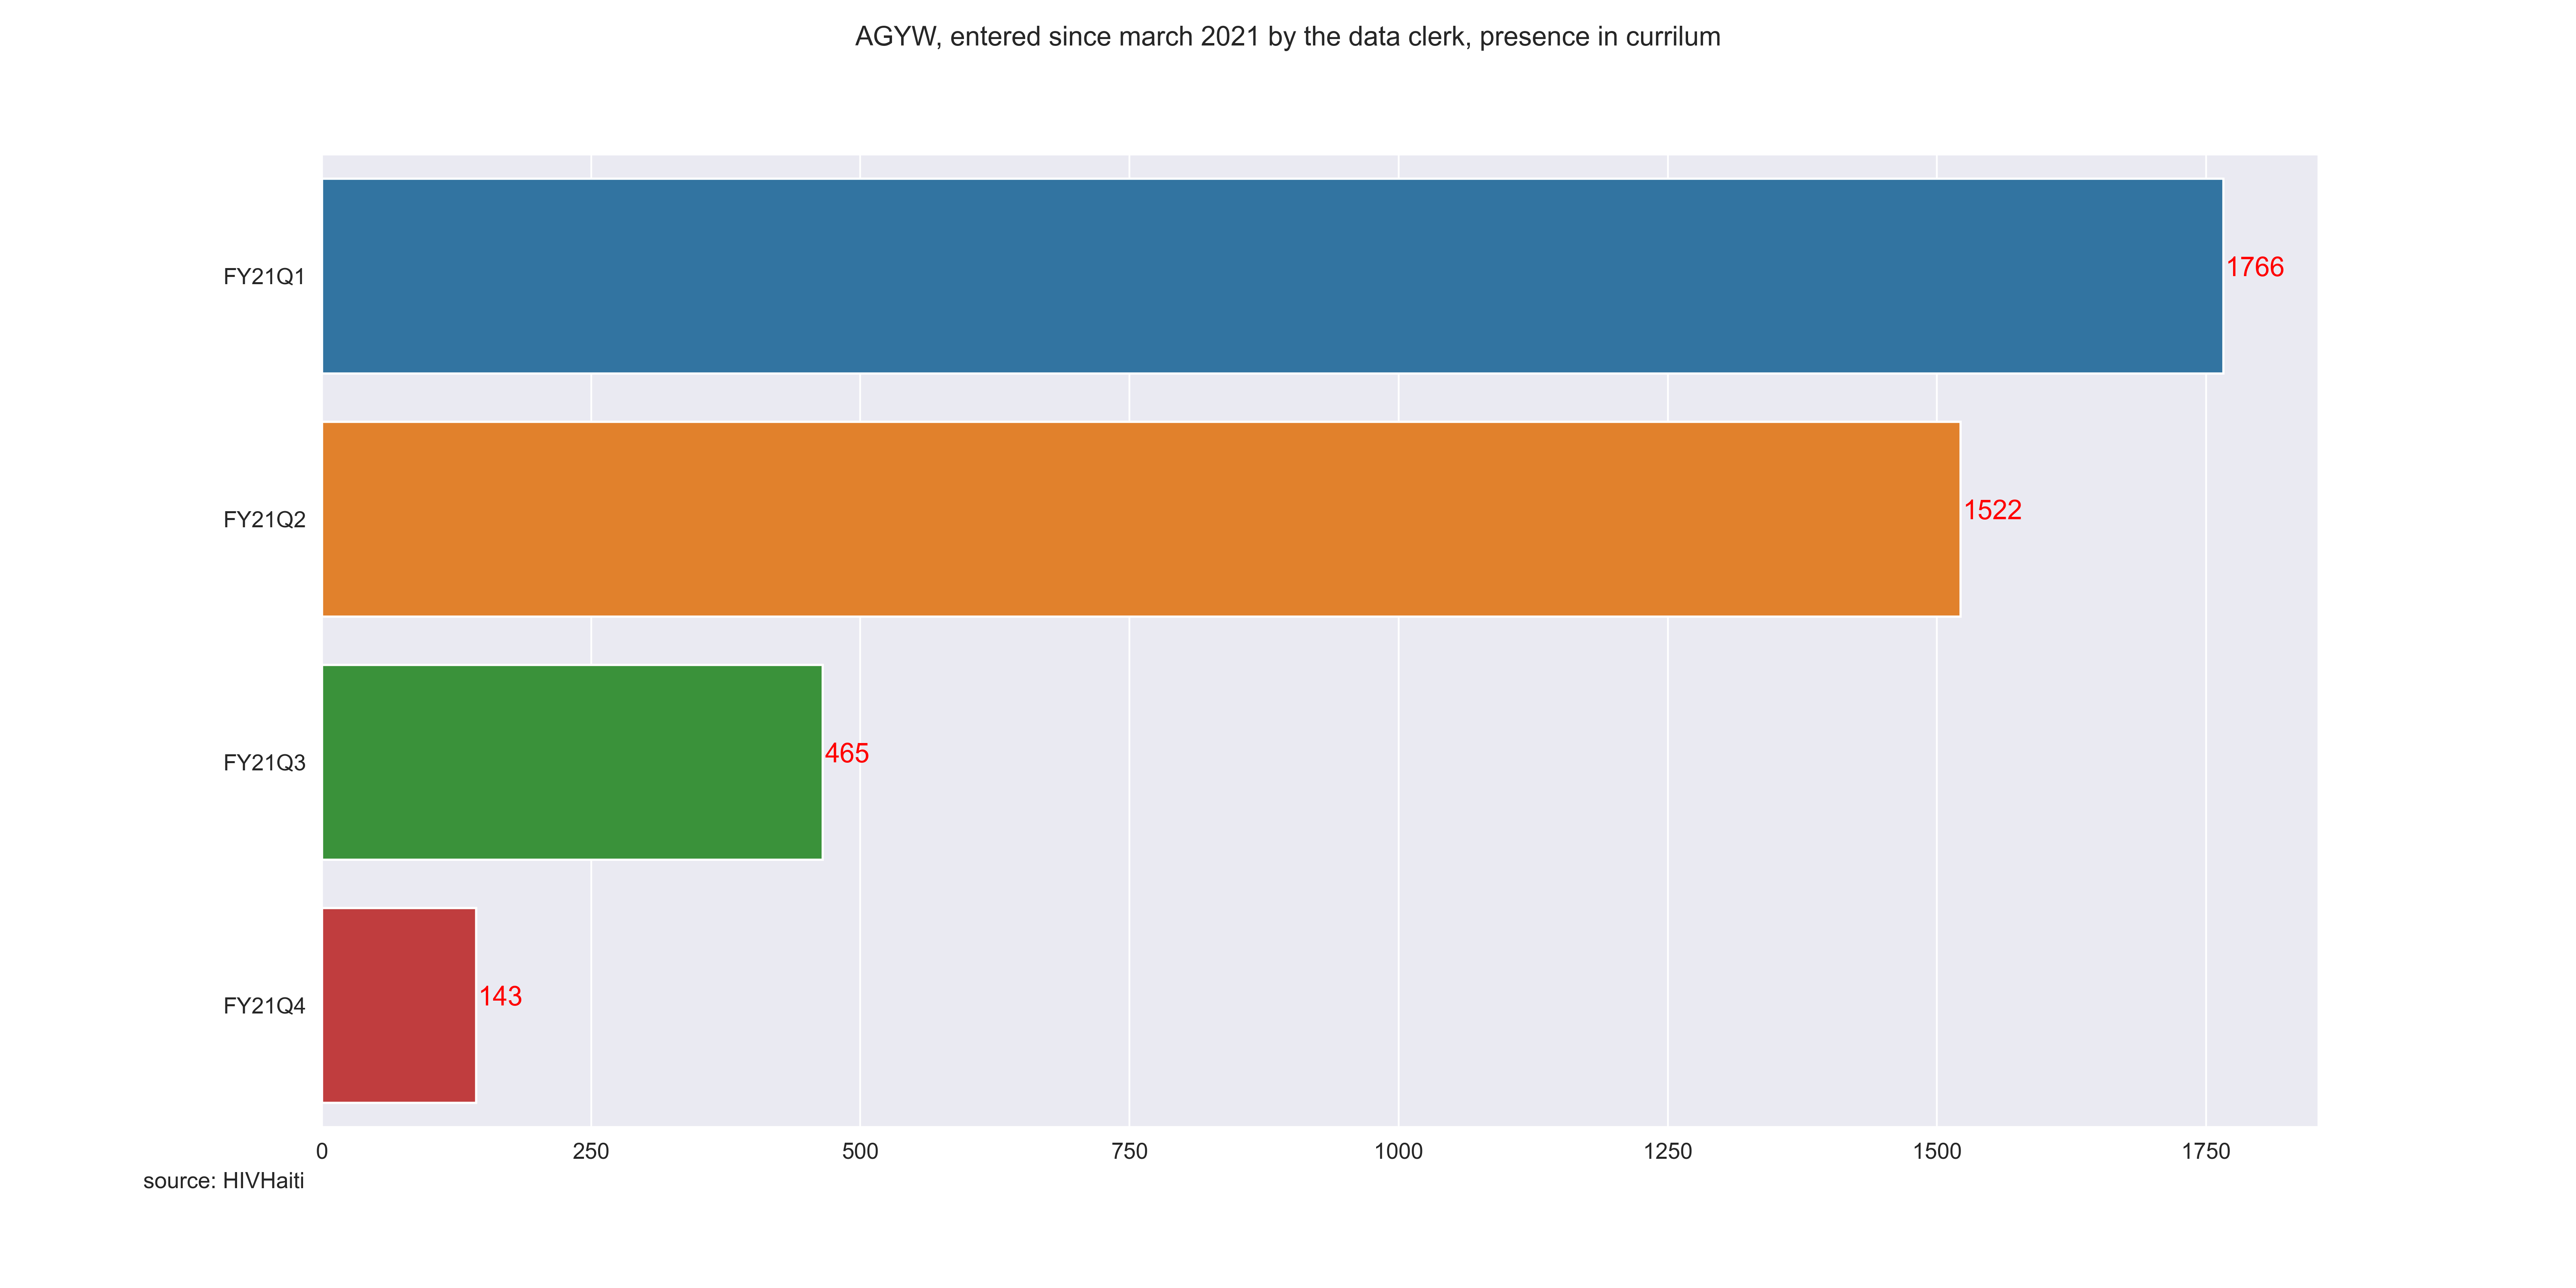 AGYW, entered since march 2021 by the data clerk, presence in currilum
FY21Q1
1766
FY21Q2
1522
FY21Q3
465
FY21Q4
143
0 250 500 750 1000 1250 1500 1750
source: HIVHaiti